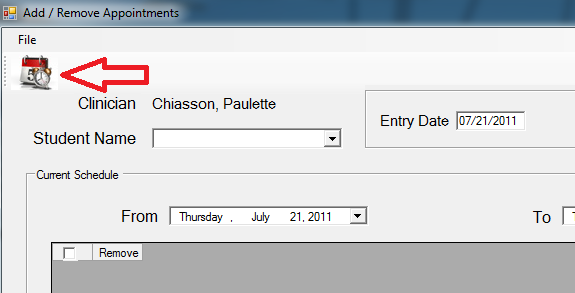 Add / Remove Appointments
File
5
Clinician Chiasson, Paulette
Student Name
Entry Date 07/21/2011
Current Schedule
From Thursday , July 21, 2011 To
Remove